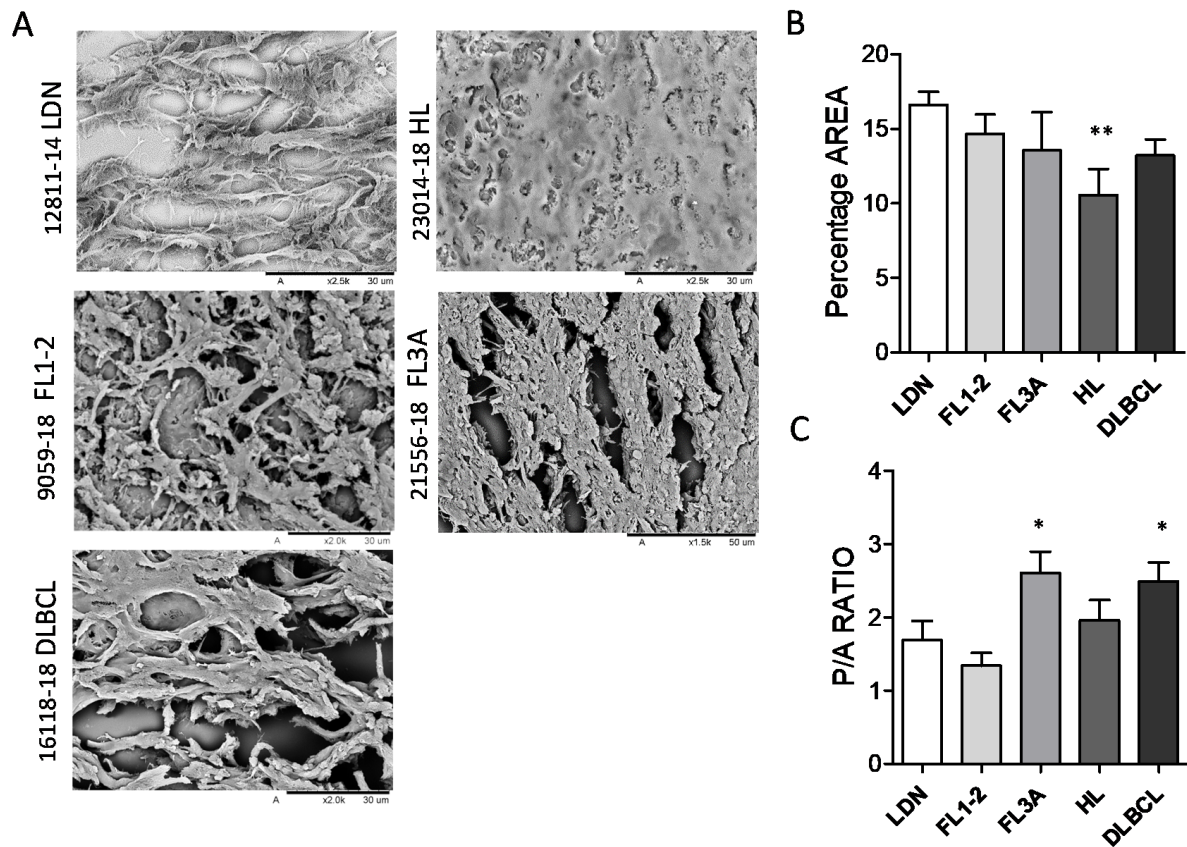 A
12811-14 LDN
A x2.5k 30 um
23014-18 HL
A x2.5k 30 um
9059-18 FL1-2
A x2.0k 30 um
21556-18 FL3A
A x1.5k 50 um
16118-18 DLBCL
A x2.0k 30 um
B
Percentage AREA
20
15
10
5
0
**
LDN
FL1-2
FL3A
HL
DLBCL
C
P/A RATIO
4
3
2
1
0
*
*
LDN
FL1-2
FL3A
HL
DLBCL